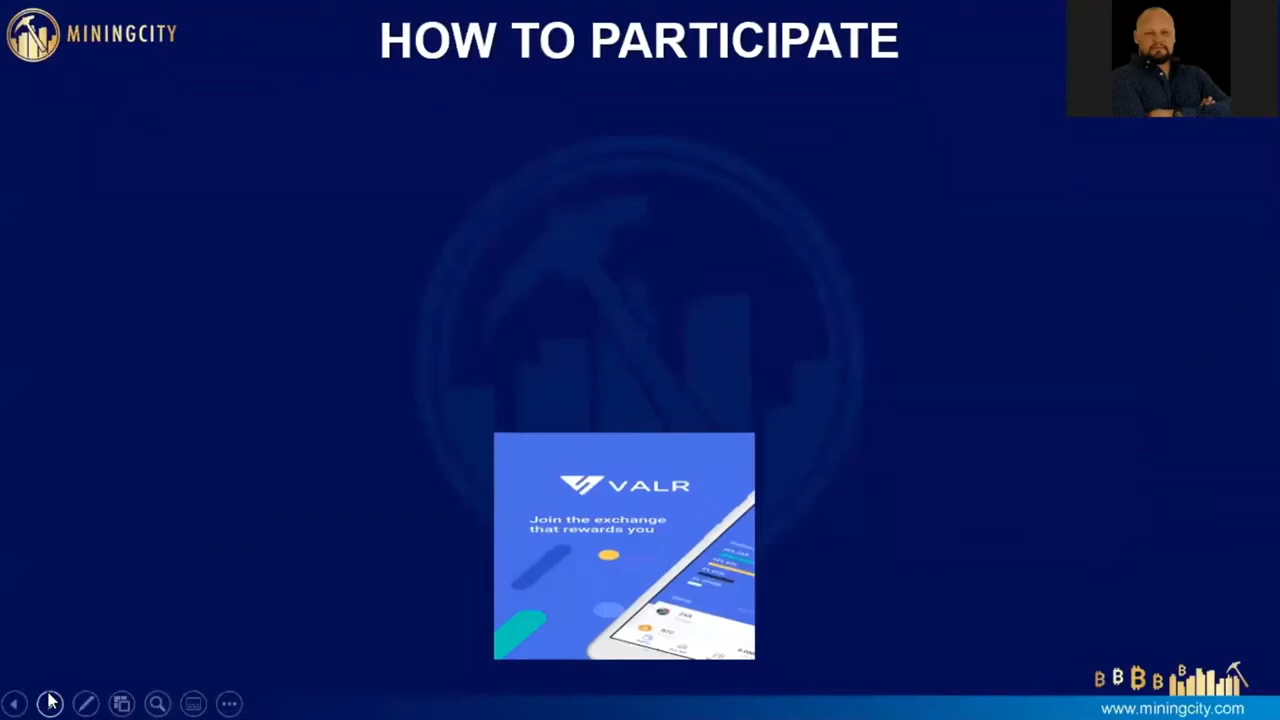 MININGCITY
HOW TO PARTICIPATE
VALR
Join the exchange
that rewards you
www.miningcity.com